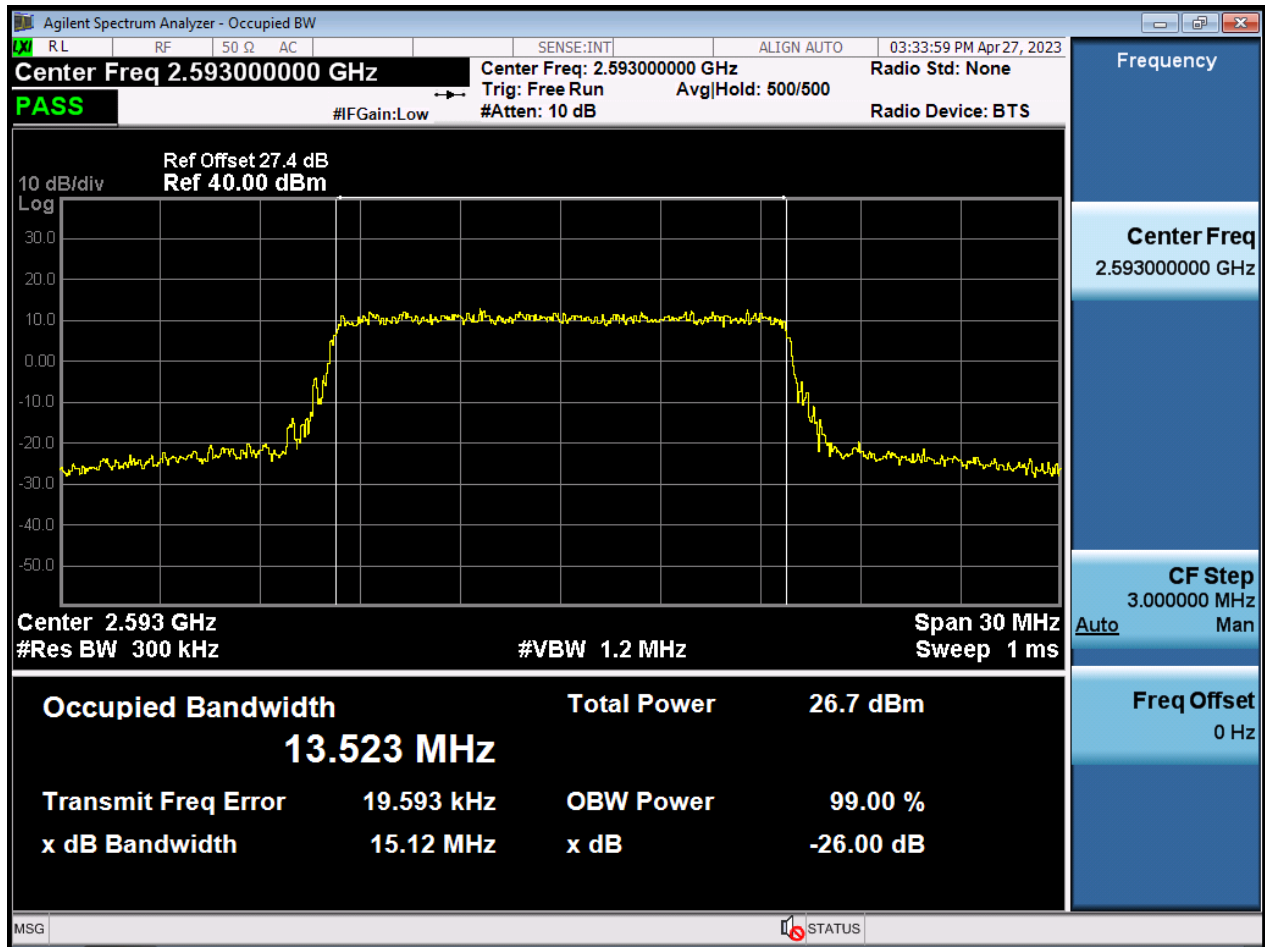 Agilent Spectrum Analyzer - Occupied BW
LXI RL RF 50 Ω AC SENSE:INT ALIGN AUTO 03:33:59 PM Apr 27, 2023
Center Freq 2.593000000 GHz
Center Freq: 2.593000000 GHz Radio Std: None
Trig: Free Run Avg|Hold: 500/500
PASS
#IFGain:Low #Atten: 10 dB Radio Device: BTS
Ref Offset 27.4 dB
10 dB/div Ref 40.00 dBm
Log
30.0
20.0
10.0
0.00
-10.0
-20.0
-30.0
-40.0
-50.0
Center 2.593 GHz Span 30 MHz
#Res BW 300 kHz #VBW 1.2 MHz Sweep 1 ms
Occupied Bandwidth Total Power 26.7 dBm
13.523 MHz
Transmit Freq Error 19.593 kHz OBW Power 99.00 %
x dB Bandwidth 15.12 MHz x dB -26.00 dB
MSG STATUS
Frequency
Center Freq
2.593000000 GHz
CF Step
3.000000 MHz
Auto Man
Freq Offset
0 Hz